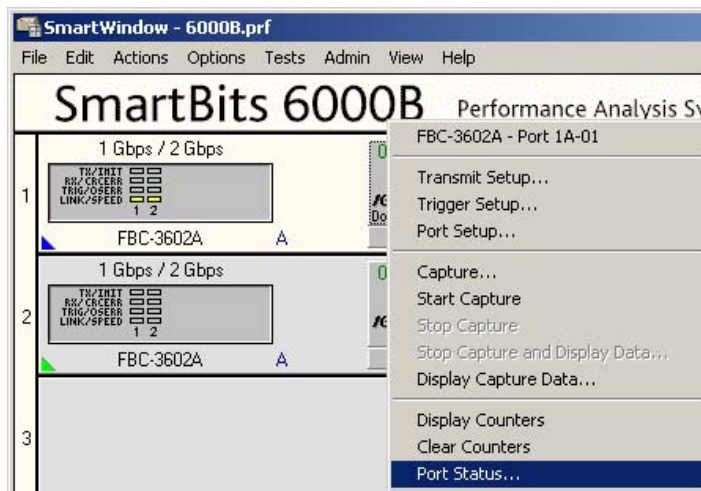 SmartWindow - 6000B.prf
File Edit Actions Options Tests Admin View Help
SmartBits 6000B Performance Analysis Sy
1 Gbps / 2 Gbps
TX/INIT
RX/CRCERR
TRIG/OSERR
LINK/SPEED
1 2
1
FBC-3602A A
0
Do
1 Gbps / 2 Gbps
TX/INIT
RX/CRCERR
TRIG/OSERR
LINK/SPEED
1 2
2
FBC-3602A A
0
3
FBC-3602A - Port 1A-01
Transmit Setup...
Trigger Setup...
Port Setup...
Capture...
Start Capture
Stop Capture
Stop Capture and Display Data...
Display Capture Data...
Display Counters
Clear Counters
Port Status...